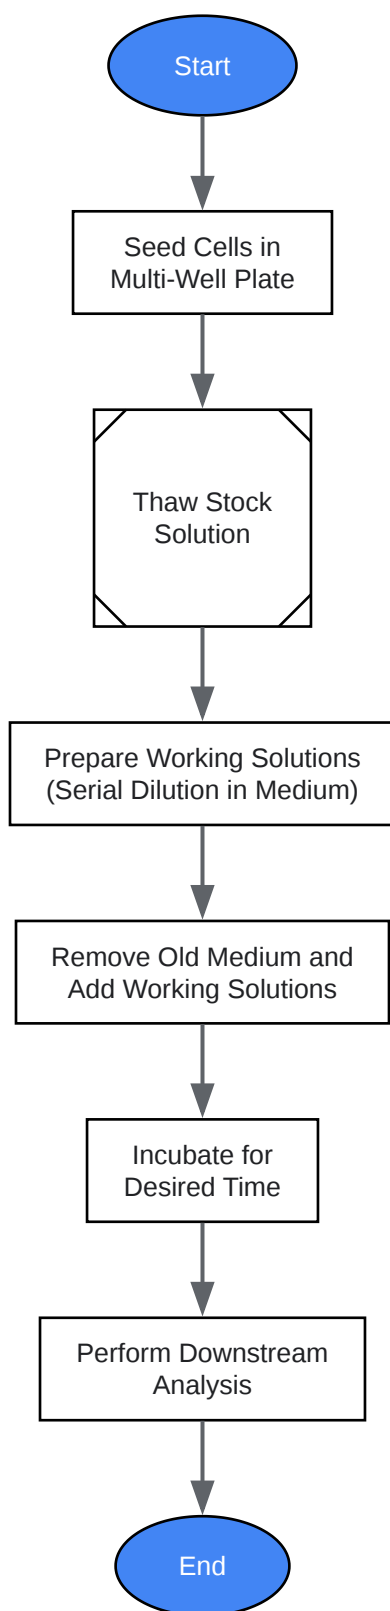 Start
Seed Cells in
Multi-Well Plate
Thaw Stock
Solution
Prepare Working Solutions
(Serial Dilution in Medium)
Remove Old Medium and
Add Working Solutions
Incubate for
Desired Time
Perform Downstream
Analysis
End